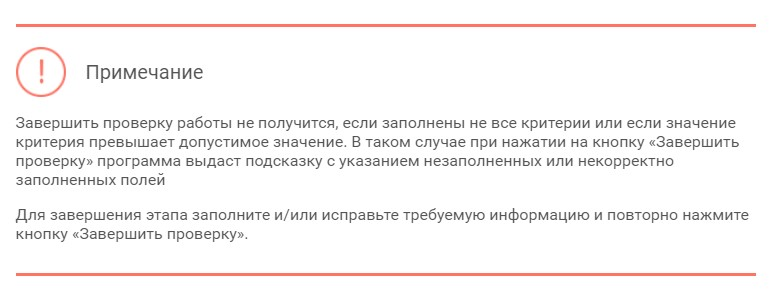 Примечание
Завершить проверку работы не получится, если заполнены не все критерии или если значение
критерия превышает допустимое значение. В таком случае при нажатии на кнопку «Завершить
проверку» программа выдаст подсказку с указанием незаполненных или некорректно
заполненных полей
Для завершения этапа заполните и/или исправьте требуемую информацию и повторно нажмите
кнопку «Завершить проверку».